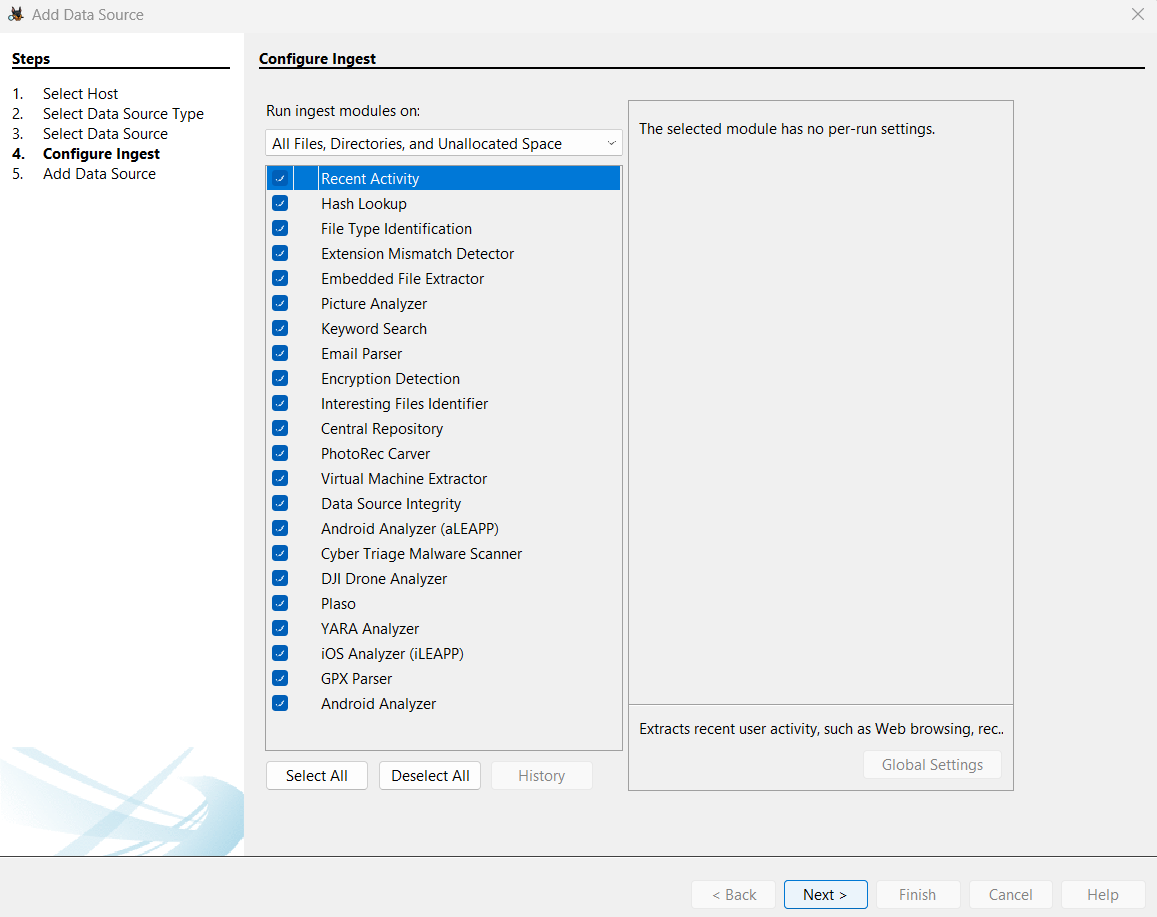 Add Data Source
Steps
1. Select Host
2. Select Data Source Type
3. Select Data Source
4. Configure Ingest
5. Add Data Source
Configure Ingest
Run ingest modules on:
All Files, Directories, and Unallocated Space
Recent Activity
Hash Lookup
File Type Identification
Extension Mismatch Detector
Embedded File Extractor
Picture Analyzer
Keyword Search
Email Parser
Encryption Detection
Interesting Files Identifier
Central Repository
PhotoRec Carver
Virtual Machine Extractor
Data Source Integrity
Android Analyzer (aLEAPP)
Cyber Triage Malware Scanner
DJI Drone Analyzer
Plaso
YARA Analyzer
iOS Analyzer (iLEAPP)
GPX Parser
Android Analyzer
Select All Deselect All History
The selected module has no per-run settings.
Extracts recent user activity, such as Web browsing, rec..
Global Settings
< Back Next > Finish Cancel Help